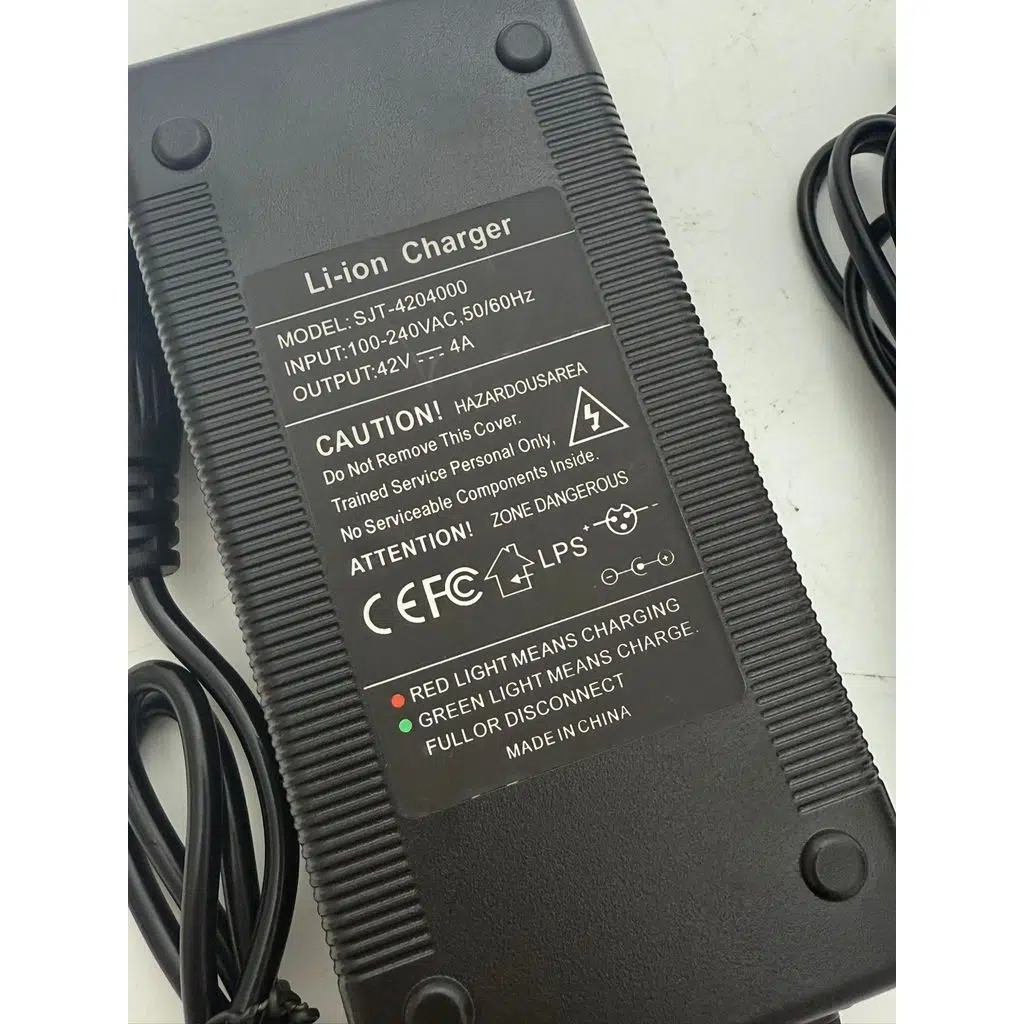 Li-ion Charger
MODEL: SJT-4204000
INPUT:100-240VAC,50/60Hz
OUTPUT:42V ⎓ 4A
CAUTION! HAZARDOUSAREA
Do Not Remove This Cover.
Trained Service Personal Only,
No Serviceable Components Inside.
ATTENTION! ZONE DANGEROUS
CE FC LPS + -
- +
RED LIGHT MEANS CHARGING
GREEN LIGHT MEANS CHARGE.
FULLOR DISCONNECT
MADE IN CHINA